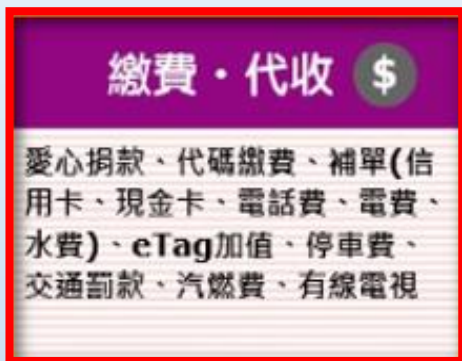 繳費・代收 $
愛心捐款、代碼繳費、補單(信
用卡、現金卡、電話費、電費、
水費)、eTag加值、停車費、
交通罰款、汽燃費、有線電視